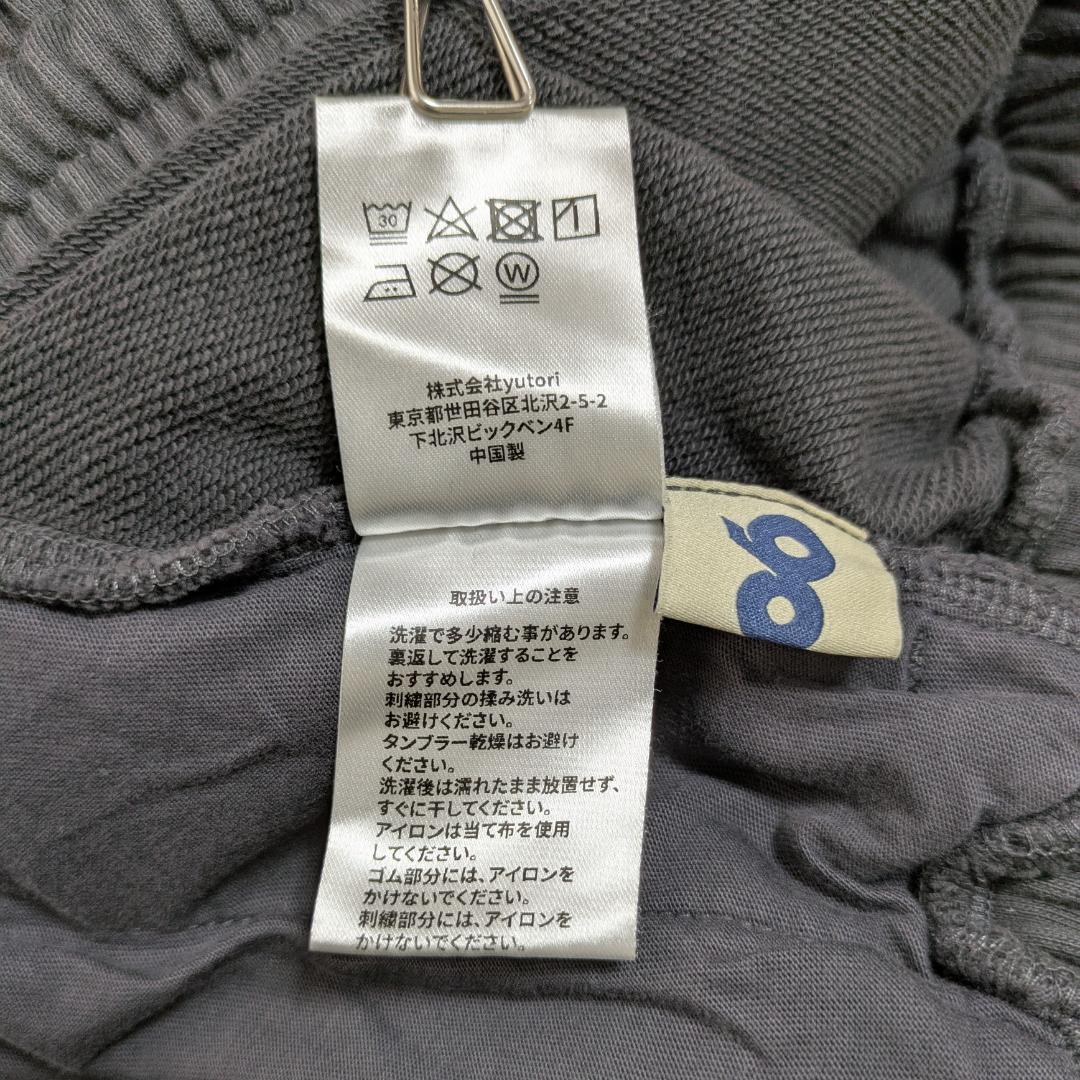 30
W
株式会社yutori
東京都世田谷区北沢2-5-2
下北沢ビックベン4F
中国製
取扱い上の注意
洗濯で多少縮む事があります。
裏返して洗濯することを
おすすめします。
刺繍部分の揉み洗いは
お避けください。
タンブラー乾燥はお避け
ください。
洗濯後は濡れたまま放置せず、
すぐに干してください。
アイロンは当て布を使用
してください。
ゴム部分には、アイロンを
かけないでください。
刺繍部分には、アイロンを
かけないでください。